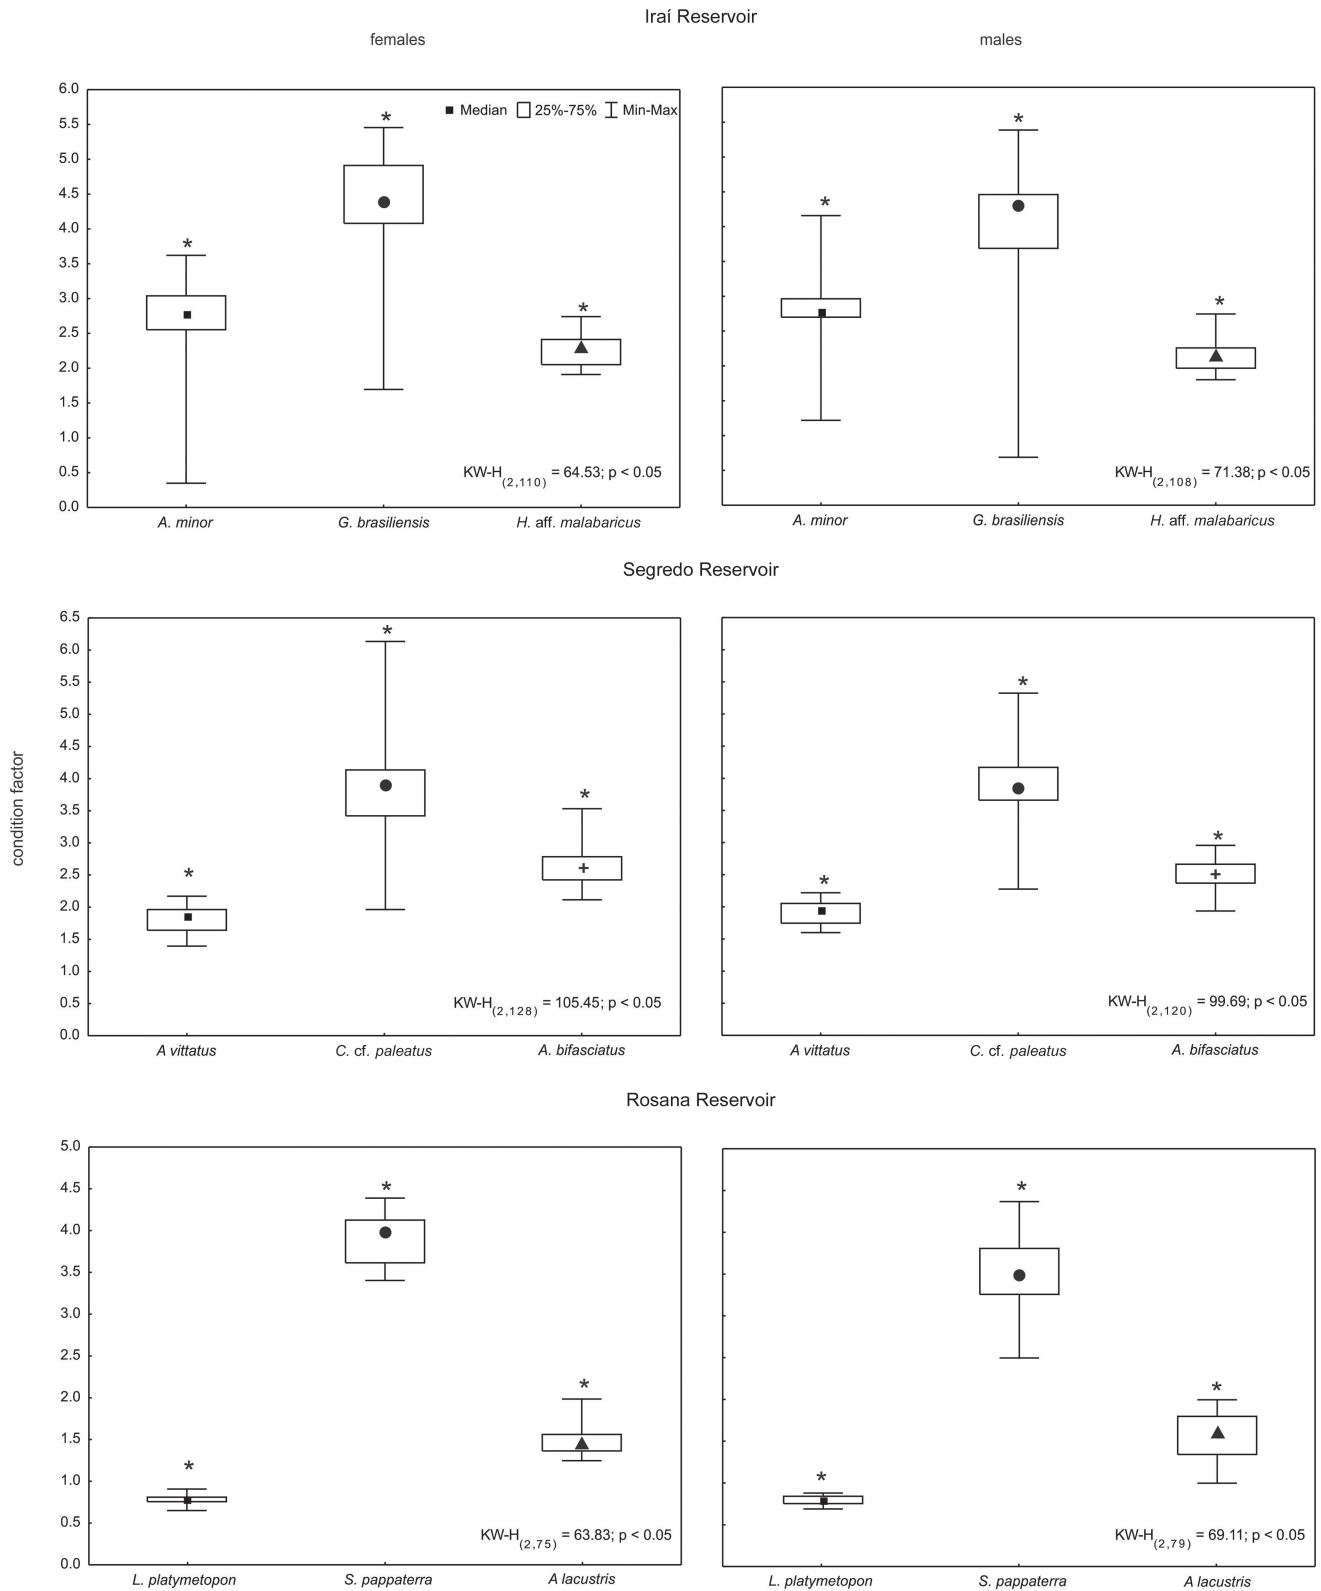 Iraí Reservoir
females
males
6.0
5.5
5.0
4.5
4.0
3.5
3.0
2.5
2.0
1.5
1.0
0.5
0.0
* * *
Median 25%-75% Min-Max
KW-H(2,110) = 64.53; p < 0.05
A. minor G. brasiliensis H. aff. malabaricus
* * *
KW-H(2,108) = 71.38; p < 0.05
A. minor G. brasiliensis H. aff. malabaricus
Segredo Reservoir
condition factor
6.5
6.0
5.5
5.0
4.5
4.0
3.5
3.0
2.5
2.0
1.5
1.0
0.5
0.0
* * *
KW-H(2,128) = 105.45; p < 0.05
A vittatus C. cf. paleatus A. bifasciatus
* * *
KW-H(2,120) = 99.69; p < 0.05
A vittatus C. cf. paleatus A. bifasciatus
Rosana Reservoir
5.0
4.5
4.0
3.5
3.0
2.5
2.0
1.5
1.0
0.5
0.0
* * *
KW-H(2,75) = 63.83; p < 0.05
L. platymetopon S. pappaterra A lacustris
* * *
KW-H(2,79) = 69.11; p < 0.05
L. platymetopon S. pappaterra A lacustris